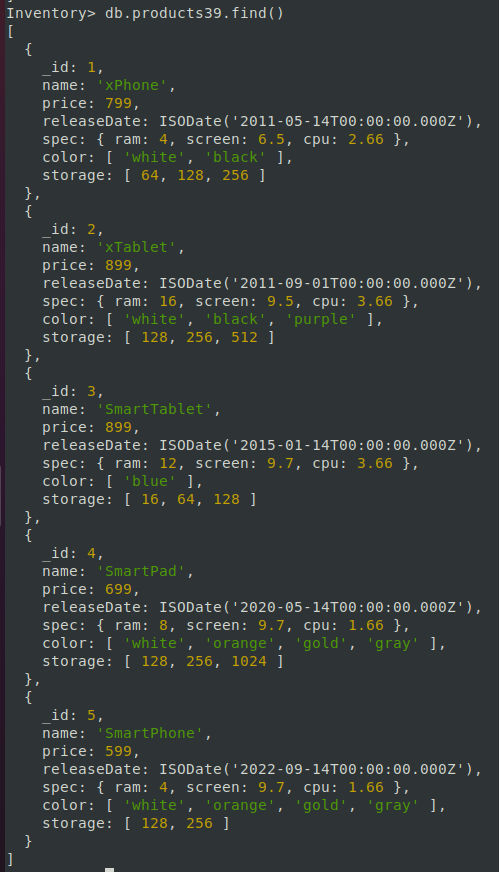 Inventory> db.products39.find()
[
  {
    _id: 1,
    name: 'xPhone',
    price: 799,
    releaseDate: ISODate('2011-05-14T00:00:00.000Z'),
    spec: { ram: 4, screen: 6.5, cpu: 2.66 },
    color: [ 'white', 'black' ],
    storage: [ 64, 128, 256 ]
  },
  {
    _id: 2,
    name: 'xTablet',
    price: 899,
    releaseDate: ISODate('2011-09-01T00:00:00.000Z'),
    spec: { ram: 16, screen: 9.5, cpu: 3.66 },
    color: [ 'white', 'black', 'purple' ],
    storage: [ 128, 256, 512 ]
  },
  {
    _id: 3,
    name: 'SmartTablet',
    price: 899,
    releaseDate: ISODate('2015-01-14T00:00:00.000Z'),
    spec: { ram: 12, screen: 9.7, cpu: 3.66 },
    color: [ 'blue' ],
    storage: [ 16, 64, 128 ]
  },
  {
    _id: 4,
    name: 'SmartPad',
    price: 699,
    releaseDate: ISODate('2020-05-14T00:00:00.000Z'),
    spec: { ram: 8, screen: 9.7, cpu: 1.66 },
    color: [ 'white', 'orange', 'gold', 'gray' ],
    storage: [ 128, 256, 1024 ]
  },
  {
    _id: 5,
    name: 'SmartPhone',
    price: 599,
    releaseDate: ISODate('2022-09-14T00:00:00.000Z'),
    spec: { ram: 4, screen: 9.7, cpu: 1.66 },
    color: [ 'white', 'orange', 'gold', 'gray' ],
    storage: [ 128, 256 ]
  }
]